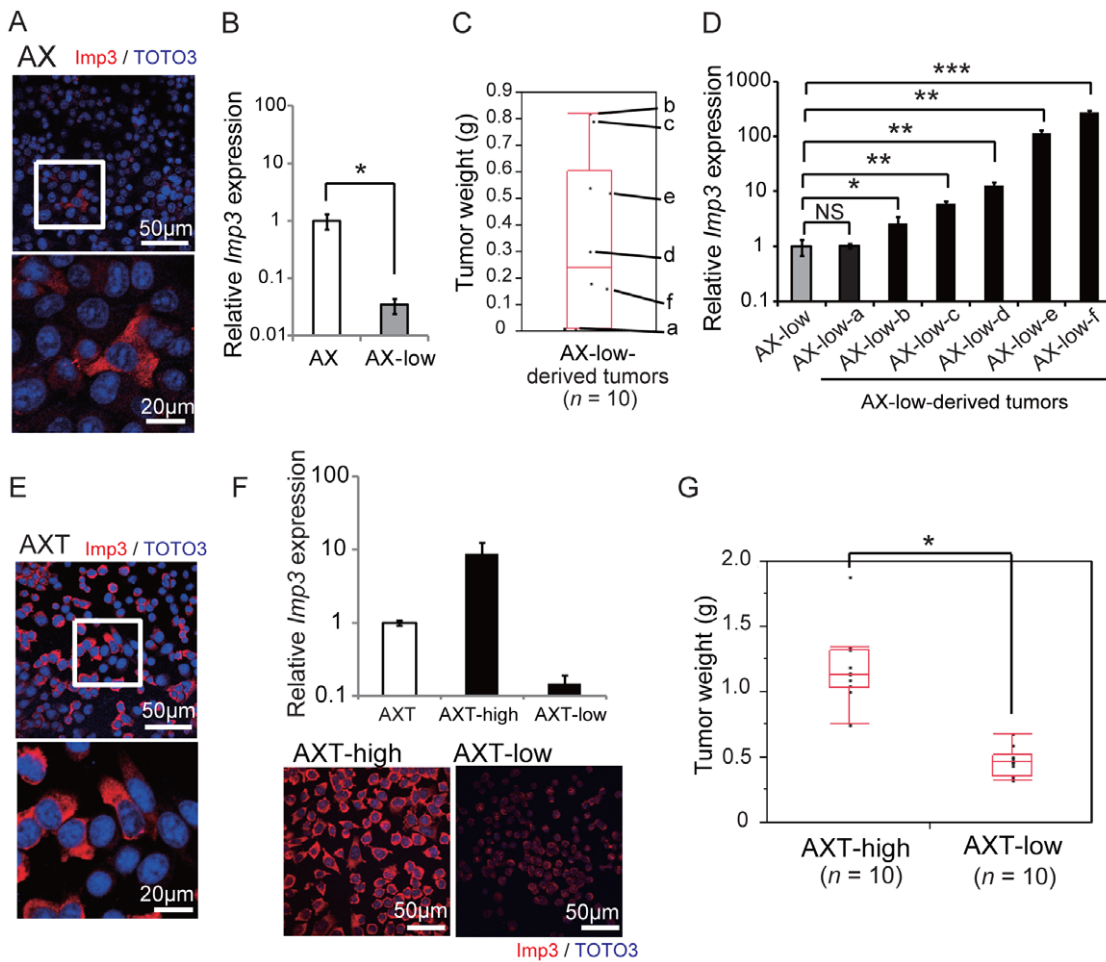 A
AX
Imp3 / TOTO3
50μm
20μm
B
Relative Imp3 expression
100
10
1
0.1
0.01
*
AX
AX-low
C
Tumor weight (g)
0.9
0.8
0.7
0.6
0.5
0.4
0.3
0.2
0.1
0
b
c
e
d
f
a
AX-low-
derived tumors
(n = 10)
D
Relative Imp3 expression
1000
100
10
1
0.1
***
**
**
**
*
NS
AX-low
AX-low-a
AX-low-b
AX-low-c
AX-low-d
AX-low-e
AX-low-f
AX-low-derived tumors
E
AXT
Imp3 / TOTO3
50μm
20μm
F
Relative Imp3 expression
100
10
1
0.1
AXT
AXT-high
AXT-low
AXT-high
AXT-low
50μm
50μm
Imp3 / TOTO3
G
Tumor weight (g)
2.0
1.5
1.0
0.5
0
*
AXT-high
(n = 10)
AXT-low
(n = 10)